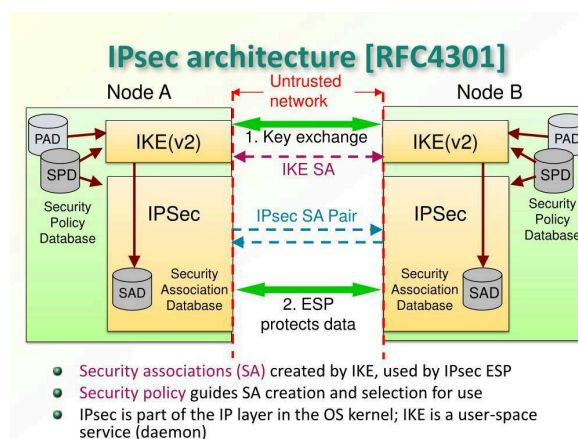 IPsec architecture [RFC4301]
Node A
Untrusted
network
Node B
PAD
SPD
Security
Policy
Database
IKE(v2)
IPSec
SAD
Security
Association
Database
1. Key exchange
IKE SA
IPsec SA Pair
2. ESP
protects data
IKE(v2)
IPSec
Security
Association
Database
SAD
PAD
SPD
Security
Policy
Database
Security associations (SA) created by IKE, used by IPsec ESP
Security policy guides SA creation and selection for use
IPsec is part of the IP layer in the OS kernel; IKE is a user-space
service (daemon)